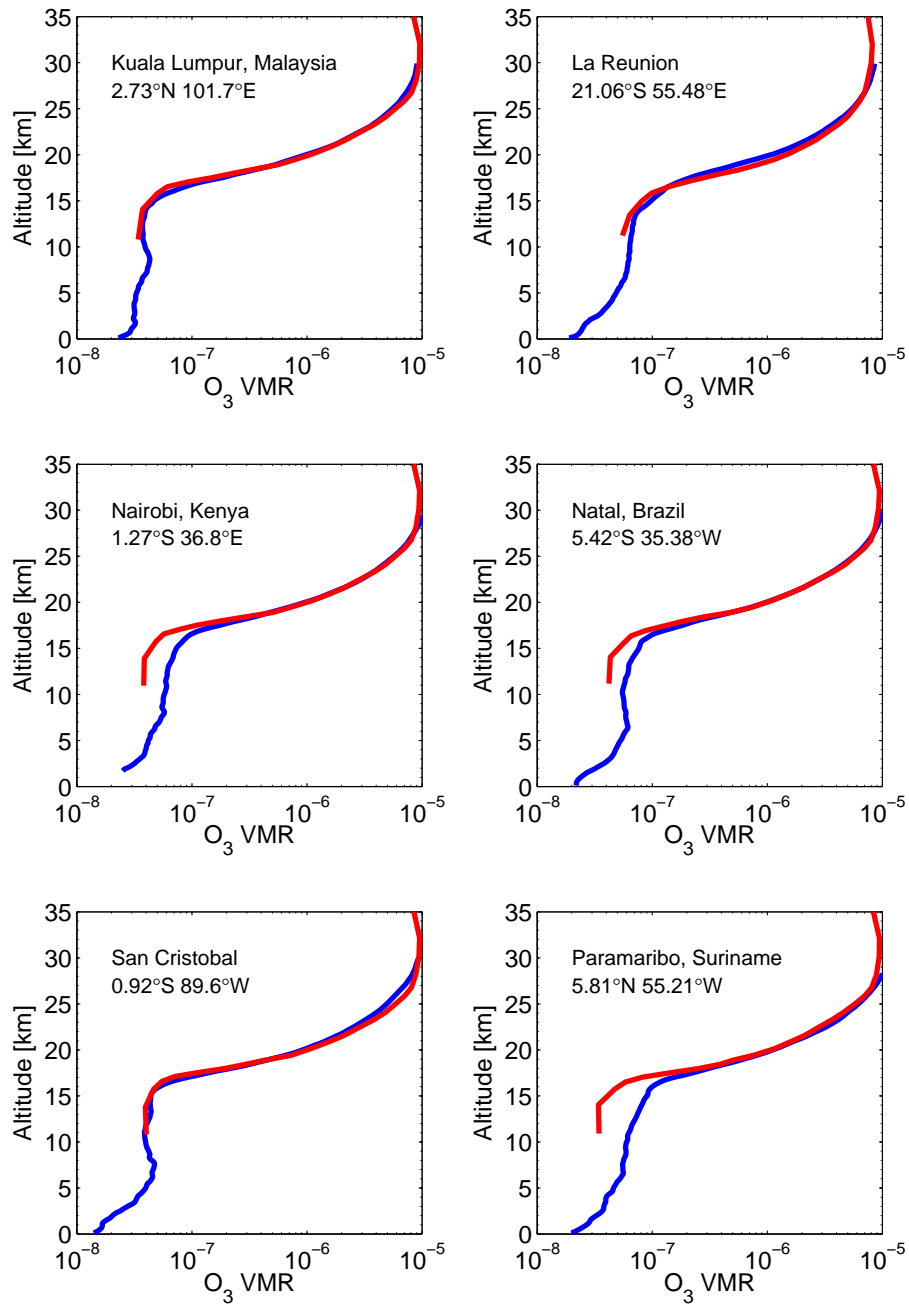 35
30
25
20
15
10
5
0
Altitude [km]
Kuala Lumpur, Malaysia
2.73°N 101.7°E
10⁻⁸ 10⁻⁷ 10⁻⁶ 10⁻⁵
O₃ VMR
35
30
25
20
15
10
5
0
Altitude [km]
La Reunion
21.06°S 55.48°E
10⁻⁸ 10⁻⁷ 10⁻⁶ 10⁻⁵
O₃ VMR
35
30
25
20
15
10
5
0
Altitude [km]
Nairobi, Kenya
1.27°S 36.8°E
10⁻⁸ 10⁻⁷ 10⁻⁶ 10⁻⁵
O₃ VMR
35
30
25
20
15
10
5
0
Altitude [km]
Natal, Brazil
5.42°S 35.38°W
10⁻⁸ 10⁻⁷ 10⁻⁶ 10⁻⁵
O₃ VMR
35
30
25
20
15
10
5
0
Altitude [km]
San Cristobal
0.92°S 89.6°W
10⁻⁸ 10⁻⁷ 10⁻⁶ 10⁻⁵
O₃ VMR
35
30
25
20
15
10
5
0
Altitude [km]
Paramaribo, Suriname
5.81°N 55.21°W
10⁻⁸ 10⁻⁷ 10⁻⁶ 10⁻⁵
O₃ VMR